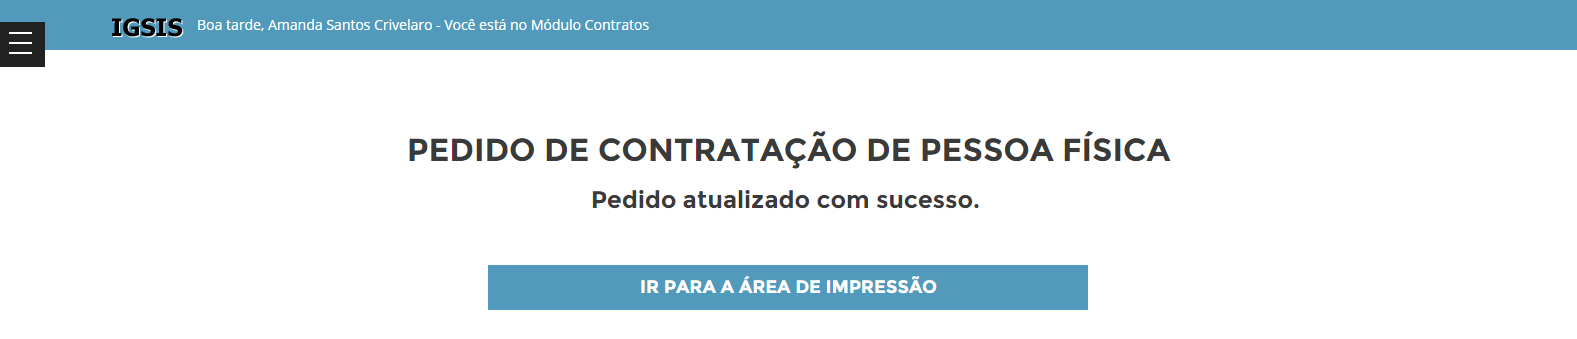 IGSIS Boa tarde, Amanda Santos Crivelaro - Você está no Módulo Contratos
PEDIDO DE CONTRATAÇÃO DE PESSOA FÍSICA
Pedido atualizado com sucesso.
IR PARA A ÁREA DE IMPRESSÃO